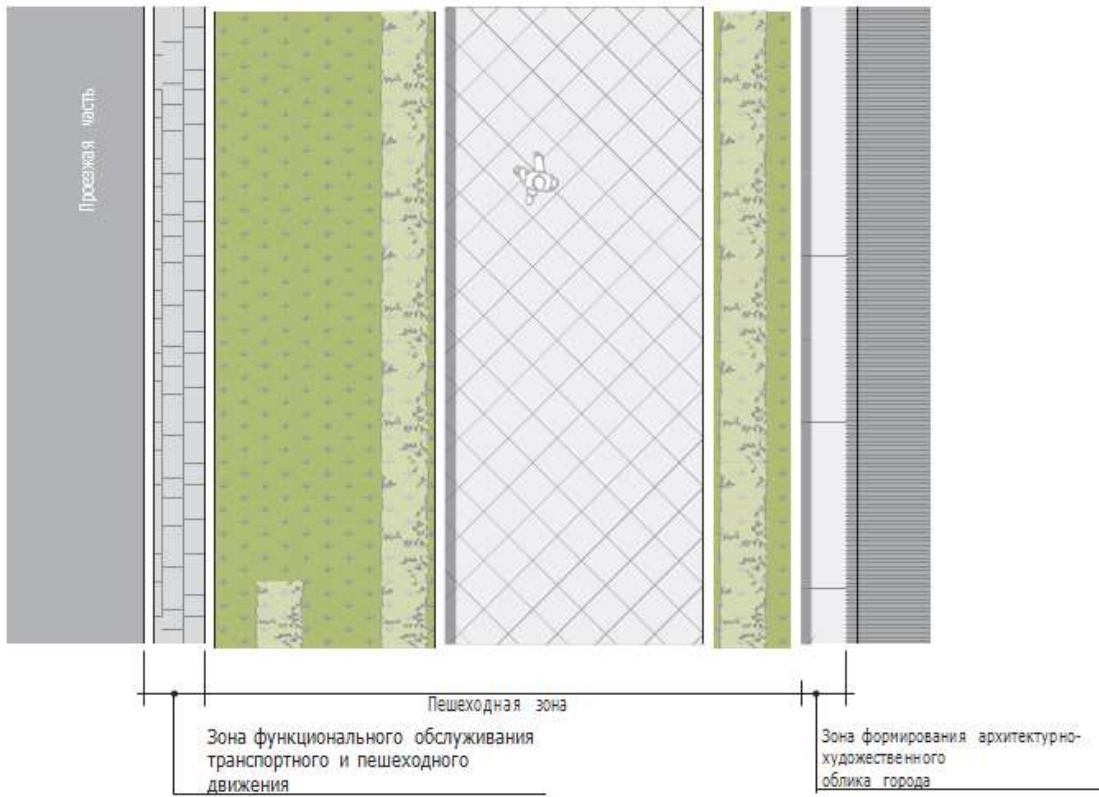 Проезжая часть
Пешеходная зона
Зона функционального обслуживания
транспортного и пешеходного
движения
Зона формирования архитектурно-
художественного
облика города